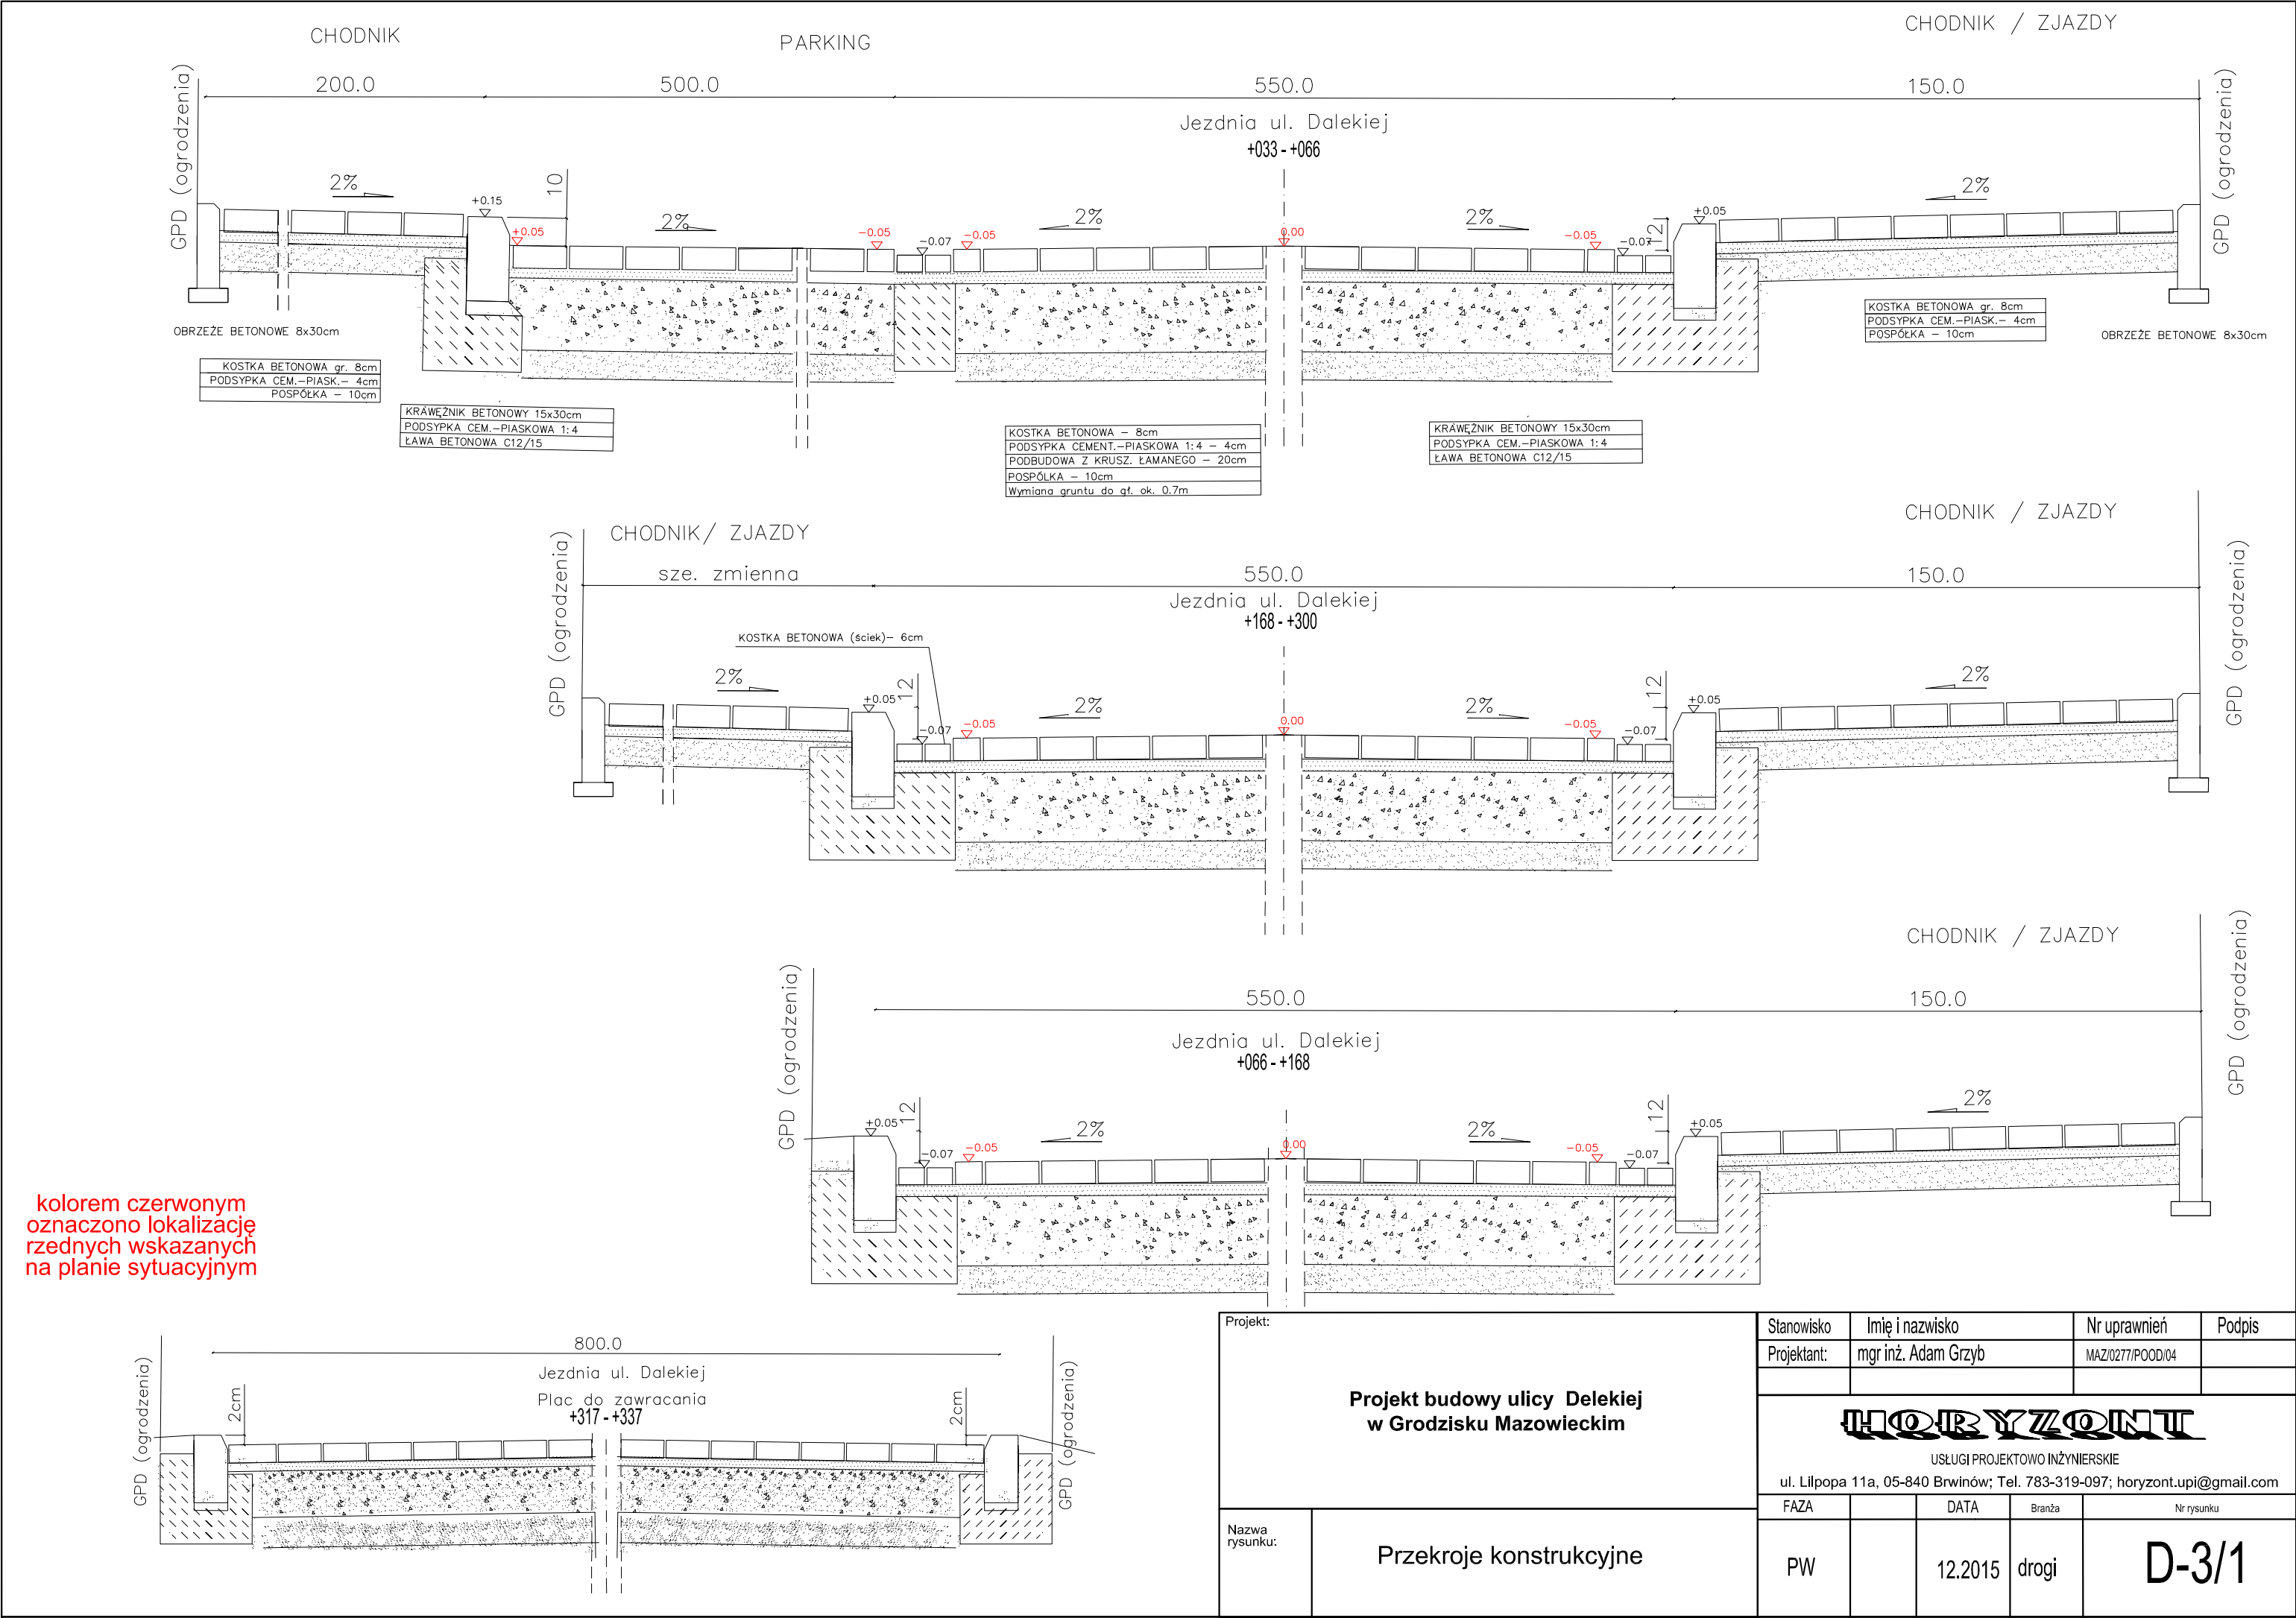 CHODNIK
PARKING
CHODNIK / ZJAZDY
200.0
500.0
550.0
150.0
GPD (ogrodzenia)
GPD (ogrodzenia)
Jezdnia ul. Dalekiej
+033 - +066
2%
+0.15
10
+0.05
2%
-0.05
-0.07
-0.05
2%
0.00
2%
-0.05
-0.07
12
+0.05
2%
OBRZEŻE BETONOWE 8x30cm
KOSTKA BETONOWA gr. 8cm
PODSYPKA CEM.-PIASK.- 4cm
POSPÓŁKA - 10cm
KRAWĘŻNIK BETONOWY 15x30cm
PODSYPKA CEM.-PIASKOWA 1:4
ŁAWA BETONOWA C12/15
KOSTKA BETONOWA - 8cm
PODSYPKA CEMENT.-PIASKOWA 1:4 - 4cm
PODBUDOWA Z KRUSZ. ŁAMANEGO - 20cm
POSPÓLKA - 10cm
Wymiana gruntu do gł. ok. 0.7m
KRAWĘŻNIK BETONOWY 15x30cm
PODSYPKA CEM.-PIASKOWA 1:4
ŁAWA BETONOWA C12/15
KOSTKA BETONOWA gr. 8cm
PODSYPKA CEM.-PIASK.- 4cm
POSPÓŁKA - 10cm
OBRZEŻE BETONOWE 8x30cm
CHODNIK/ ZJAZDY
CHODNIK / ZJAZDY
sze. zmienna
550.0
150.0
GPD (ogrodzenia)
GPD (ogrodzenia)
Jezdnia ul. Dalekiej
+168 - +300
KOSTKA BETONOWA (ściek)- 6cm
2%
+0.05
12
-0.07
-0.05
2%
0.00
2%
-0.05
-0.07
12
+0.05
2%
CHODNIK / ZJAZDY
550.0
150.0
GPD (ogrodzenia)
GPD (ogrodzenia)
Jezdnia ul. Dalekiej
+066 - +168
+0.05
12
-0.07
-0.05
2%
0.00
2%
-0.05
-0.07
12
+0.05
2%
kolorem czerwonym
oznaczono lokalizację
rzednych wskazanych
na planie sytuacyjnym
800.0
Jezdnia ul. Dalekiej
Plac do zawracania
+317 - +337
GPD (ogrodzenia)
2cm
2cm
GPD (ogrodzenia)
Projekt:
Projekt budowy ulicy Delekiej
w Grodzisku Mazowieckim
Nazwa
rysunku:
Przekroje konstrukcyjne
Stanowisko
Imię i nazwisko
Nr uprawnień
Podpis
Projektant:
mgr inż. Adam Grzyb
MAZ/0277/POOD/04
HORYZONT
USŁUGI PROJEKTOWO INŻYNIERSKIE
ul. Lilpopa 11a, 05-840 Brwinów; Tel. 783-319-097; horyzont.upi@gmail.com
FAZA
DATA
Branża
Nr rysunku
PW
12.2015
drogi
D-3/1